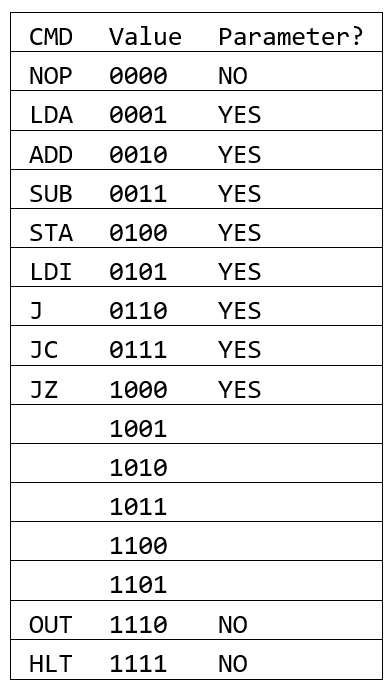 CMD Value Parameter?
NOP 0000 NO
LDA 0001 YES
ADD 0010 YES
SUB 0011 YES
STA 0100 YES
LDI 0101 YES
J 0110 YES
JC 0111 YES
JZ 1000 YES
1001
1010
1011
1100
1101
OUT 1110 NO
HLT 1111 NO